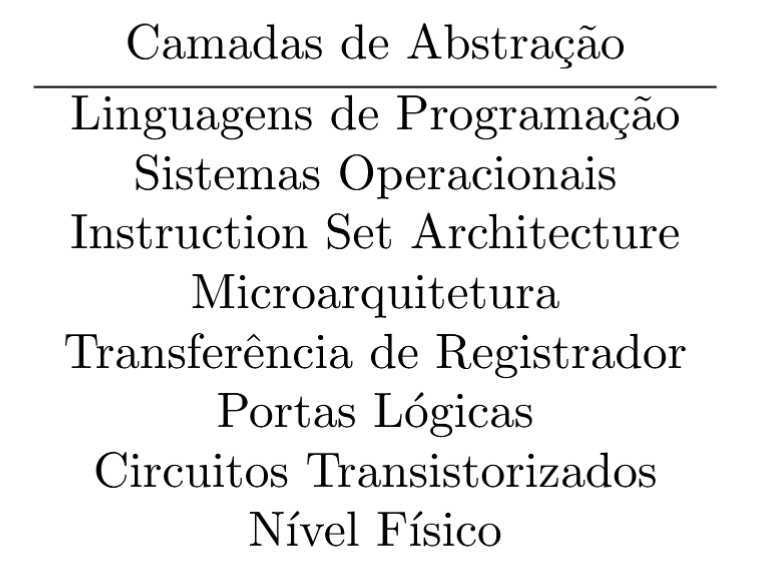 Camadas de Abstração
Linguagens de Programação
Sistemas Operacionais
Instruction Set Architecture
Microarquitetura
Transferência de Registrador
Portas Lógicas
Circuitos Transistorizados
Nível Físico